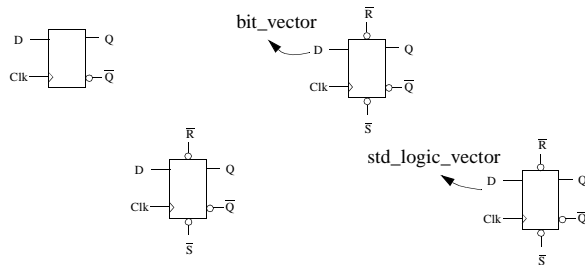 D Q
Clk Q̅
bit_vector
R̅
D Q
Clk Q̅
S̅
R̅
D Q
Clk Q̅
S̅
std_logic_vector
R̅
D Q
Clk Q̅
S̅